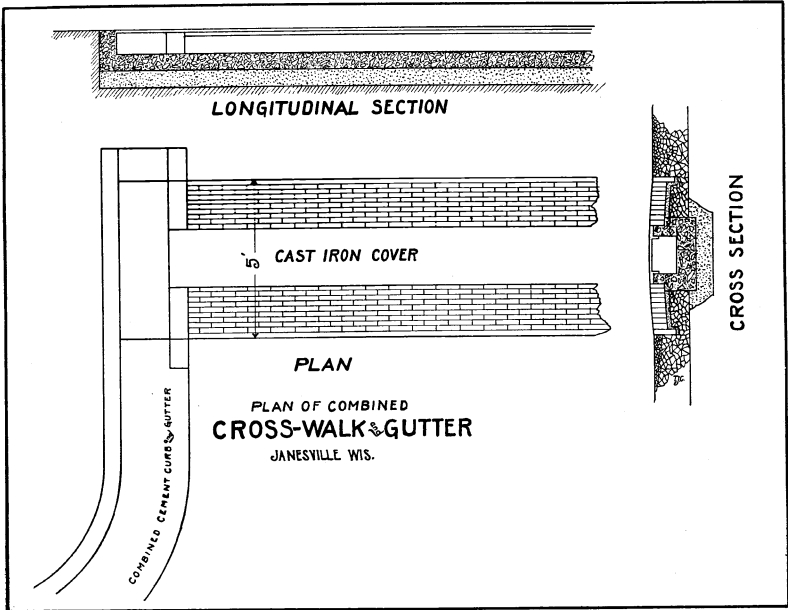 LONGITUDINAL SECTION
CROSS SECTION
5'
CAST IRON COVER
PLAN
PLAN OF COMBINED
CROSS-WALK and GUTTER
JANESVILLE WIS.
COMBINED CEMENT CURB and GUTTER